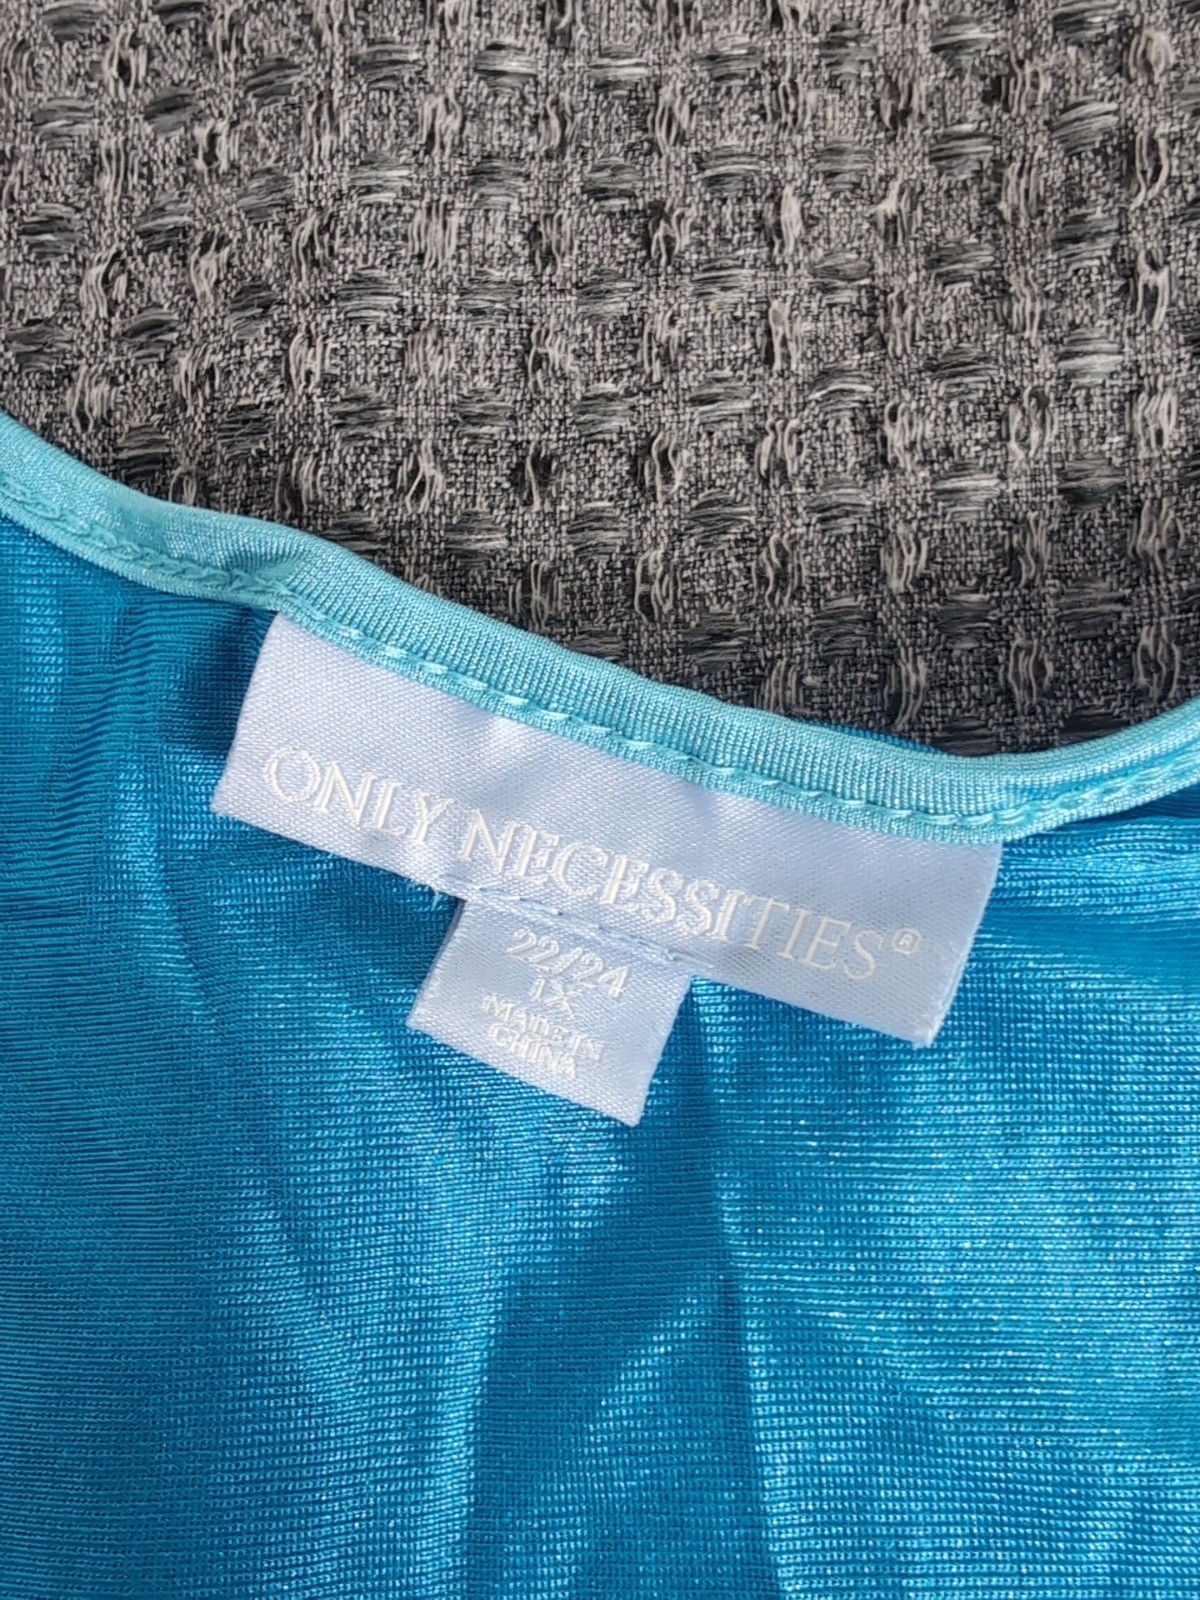 ONLY NECESSITIES®
22/24
1X
MADE IN
CHINA